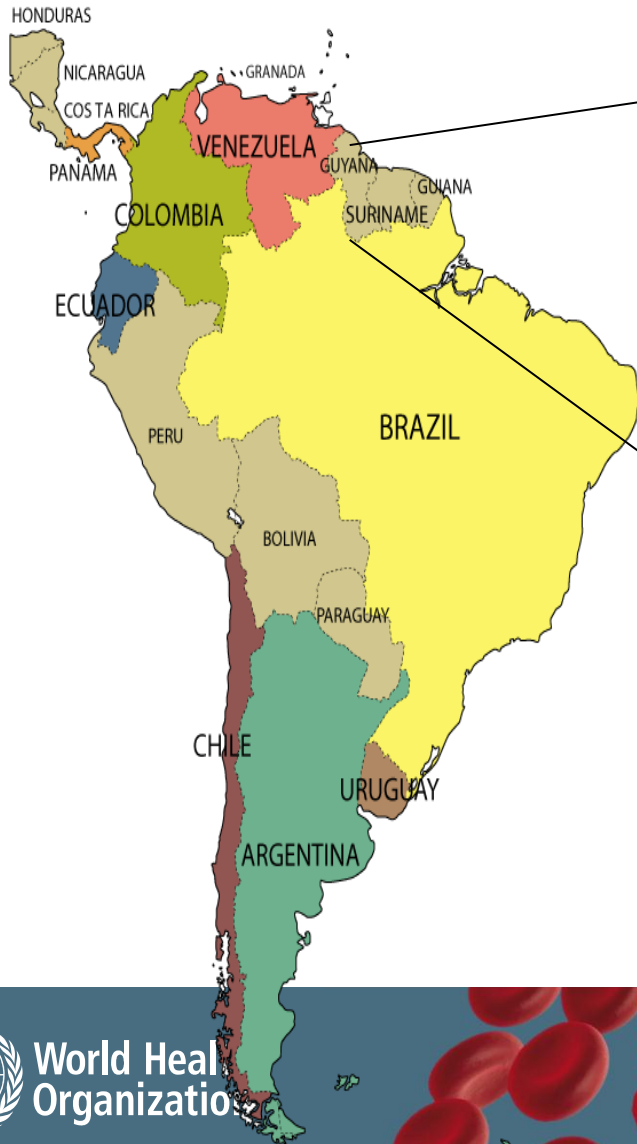 HONDURAS
NICARAGUA
GRANADA
COS TA RICA
VENEZUELA
PANAMA
GUYANA
GUIANA
COLOMBIA
SURINAME
ECUADOR
BRAZIL
PERU
BOLIVIA
PARAGUAY
CHILE
URUGUAY
ARGENTINA
World Heal
Organizatio